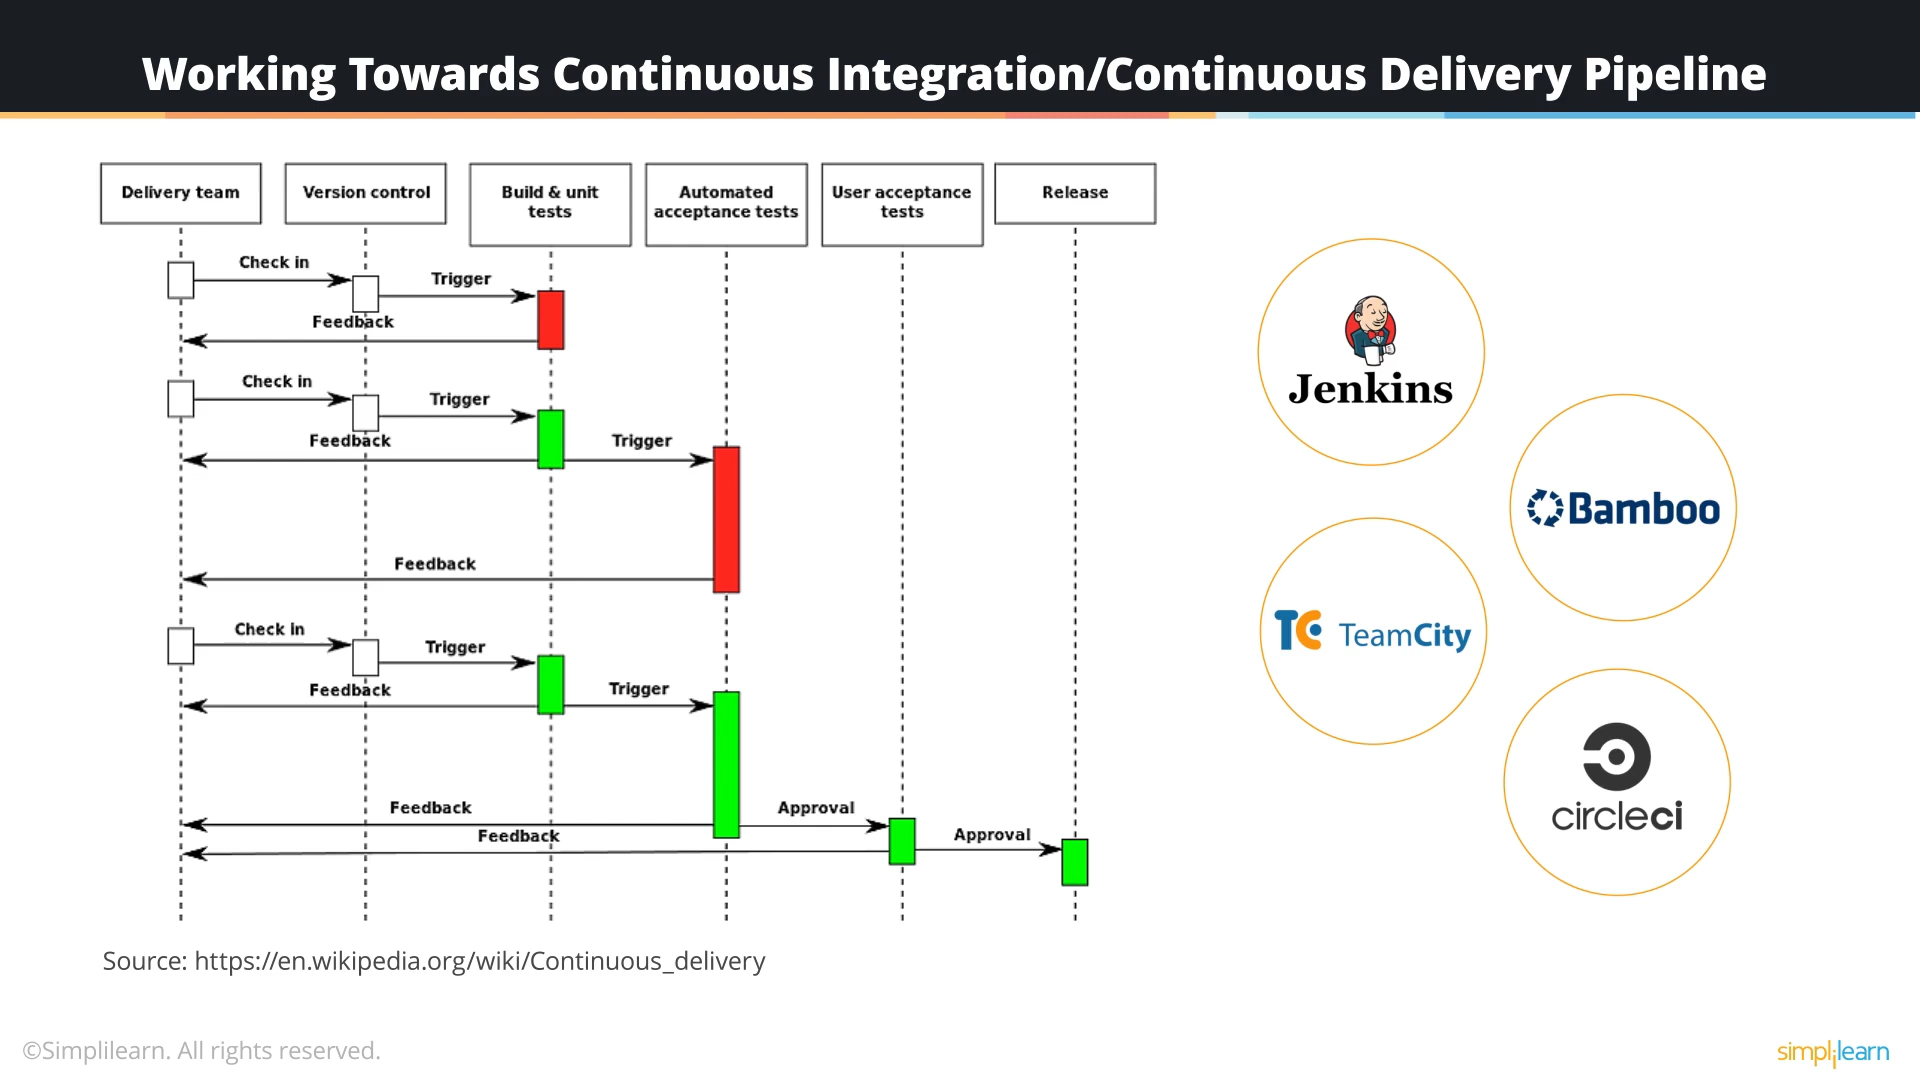 Working Towards Continuous Integration/Continuous Delivery Pipeline
Delivery team
Version control
Build & unit
tests
Automated
acceptance tests
User acceptance
tests
Release
Check in
Trigger
Feedback
Check in
Trigger
Feedback
Trigger
Feedback
Check in
Trigger
Feedback
Trigger
Feedback
Approval
Feedback
Approval
Jenkins
Bamboo
TC TeamCity
circleci
Source: https://en.wikipedia.org/wiki/Continuous_delivery
©Simplilearn. All rights reserved.
simplilearn